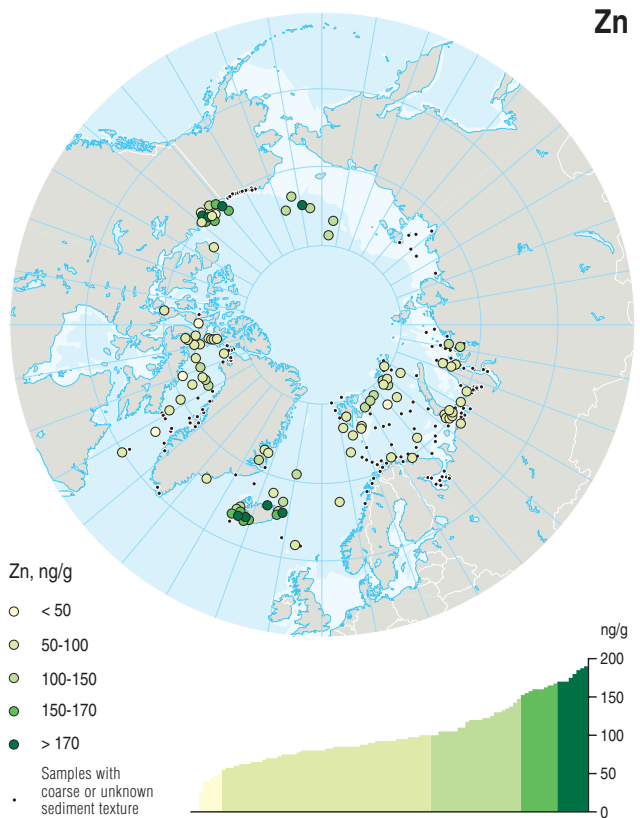 Zn
Zn, ng/g
< 50
50-100
100-150
150-170
> 170
Samples with
coarse or unknown
sediment texture
ng/g
200
150
100
50
0